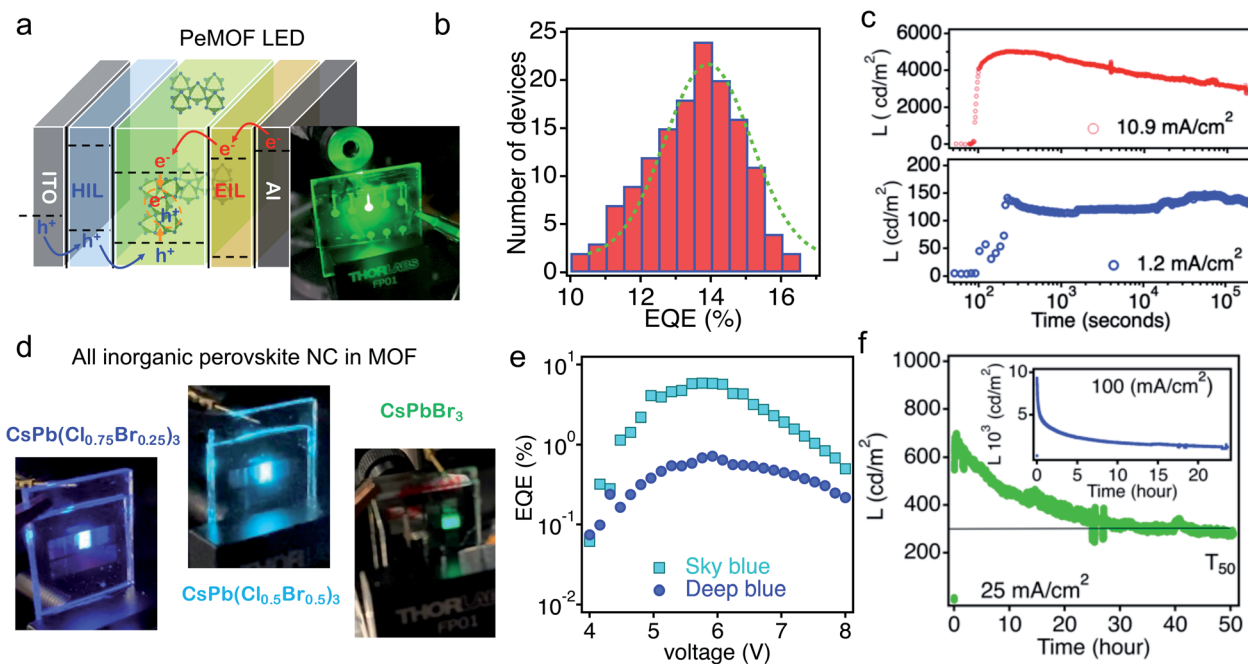 a
PeMOF LED
ITO
HIL
EIL
Al
h⁺
h⁺
h⁺
h⁺
e⁻
e⁻
e⁻
e⁻
THORLABS
FP01
b
Number of devices
25
20
15
10
5
0
10 12 14 16
EQE (%)
c
L (cd/m²)
6000
4000
2000
0
10.9 mA/cm²
L (cd/m²)
200
150
100
50
0
1.2 mA/cm²
10² 10³ 10⁴ 10⁵
Time (seconds)
d
All inorganic perovskite NC in MOF
CsPb(Cl₀.₇₅Br₀.₂₅)₃
CsPb(Cl₀.₅Br₀.₅)₃
CsPbBr₃
THORLABS
FP01
e
EQE (%)
10¹
10⁰
10⁻¹
10⁻²
Sky blue
Deep blue
4 5 6 7 8
voltage (V)
f
L (cd/m²)
1000
800
600
400
200
0
T₅₀
25 mA/cm²
0 10 20 30 40 50
Time (hour)
L 10³ (cd/m²)
10
5
100 (mA/cm²)
0 5 10 15 20
Time (hour)